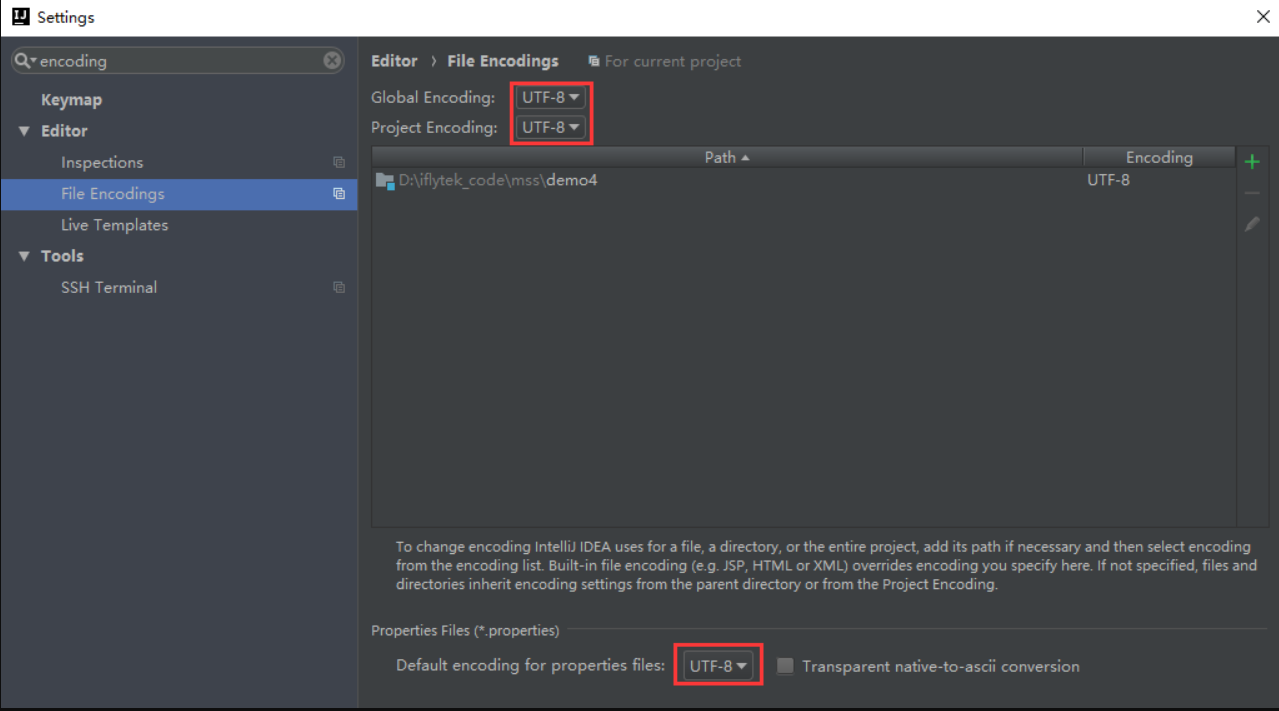 Settings
encoding
Keymap
Editor
Inspections
File Encodings
Live Templates
Tools
SSH Terminal
Editor › File Encodings For current project
Global Encoding: UTF-8
Project Encoding: UTF-8
Path Encoding
D:\iflytek_code\mss\demo4 UTF-8
To change encoding IntelliJ IDEA uses for a file, a directory, or the entire project, add its path if necessary and then select encoding
from the encoding list. Built-in file encoding (e.g. JSP, HTML or XML) overrides encoding you specify here. If not specified, files and
directories inherit encoding settings from the parent directory or from the Project Encoding.
Properties Files (*.properties)
Default encoding for properties files: UTF-8 Transparent native-to-ascii conversion